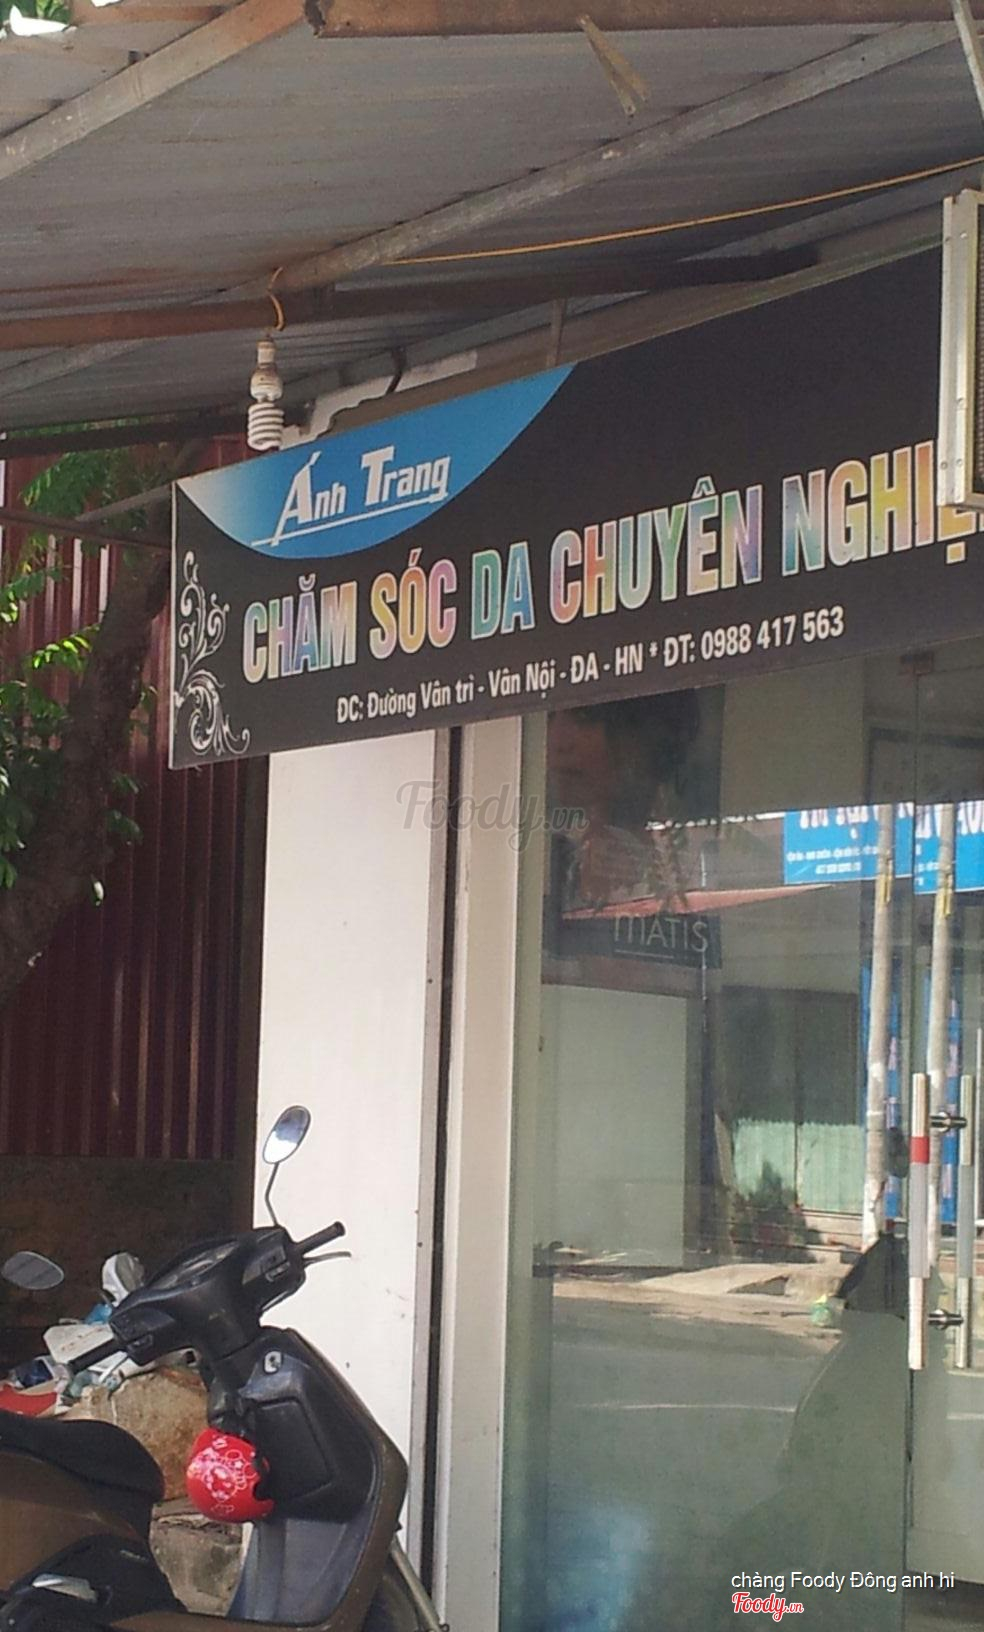 Ánh Trang
CHĂM SÓC DA CHUYÊN NGHIỆ
ĐC: Đường Vân trì - Vân Nội - ĐA - HN * ĐT: 0988 417 563
Foody.vn
MATIS
chàng Foody Đông anh hi
Foody.vn